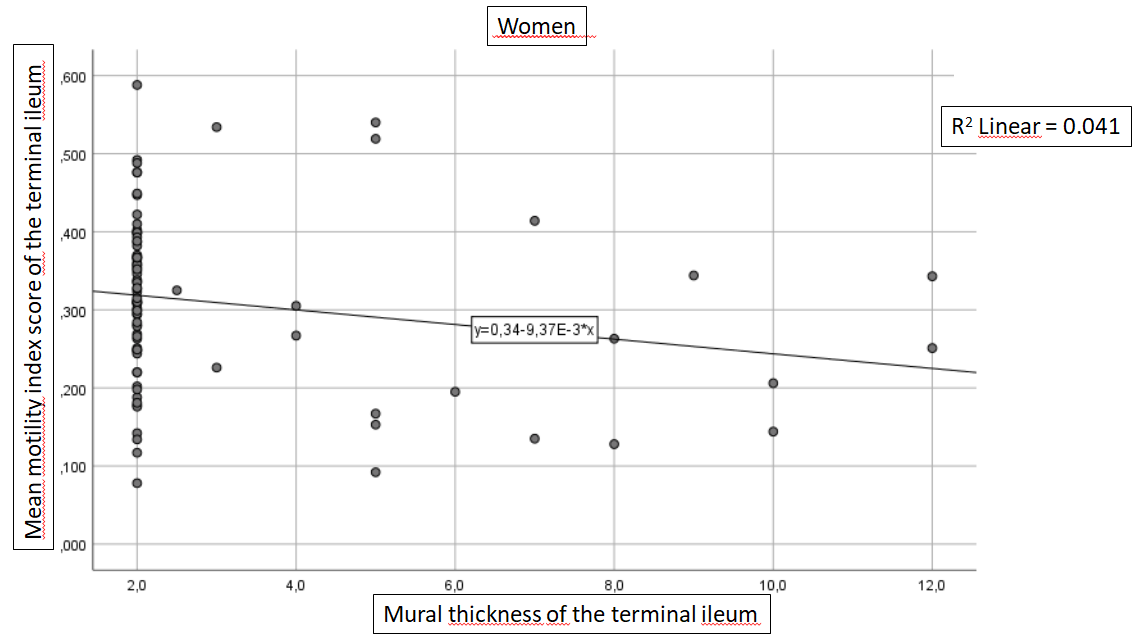 Women
Mean motility index score of the terminal ileum
,600
,500
,400
,300
,200
,100
,000
R² Linear = 0.041
y=0,34-9,37E-3*x
2,0
4,0
6,0
8,0
10,0
12,0
Mural thickness of the terminal ileum